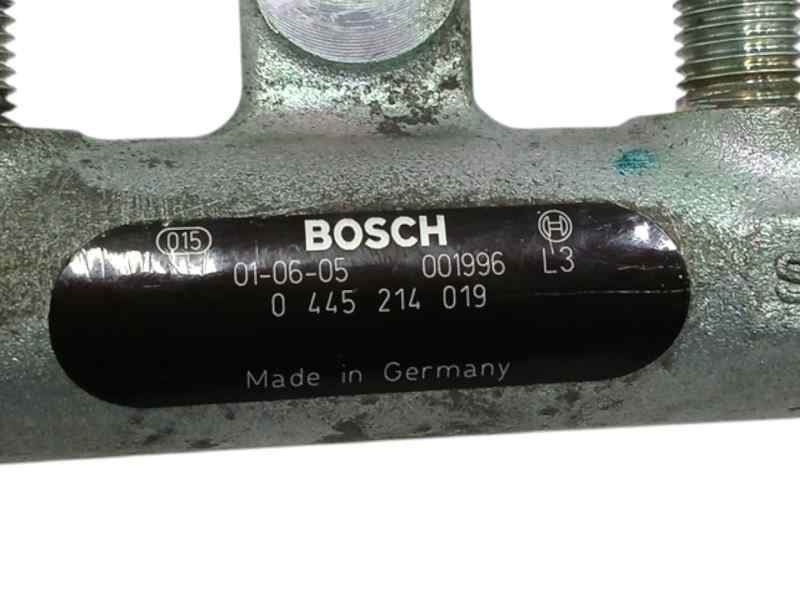 015 BOSCH
01-06-05 001996 L3
0 445 214 019
Made in Germany